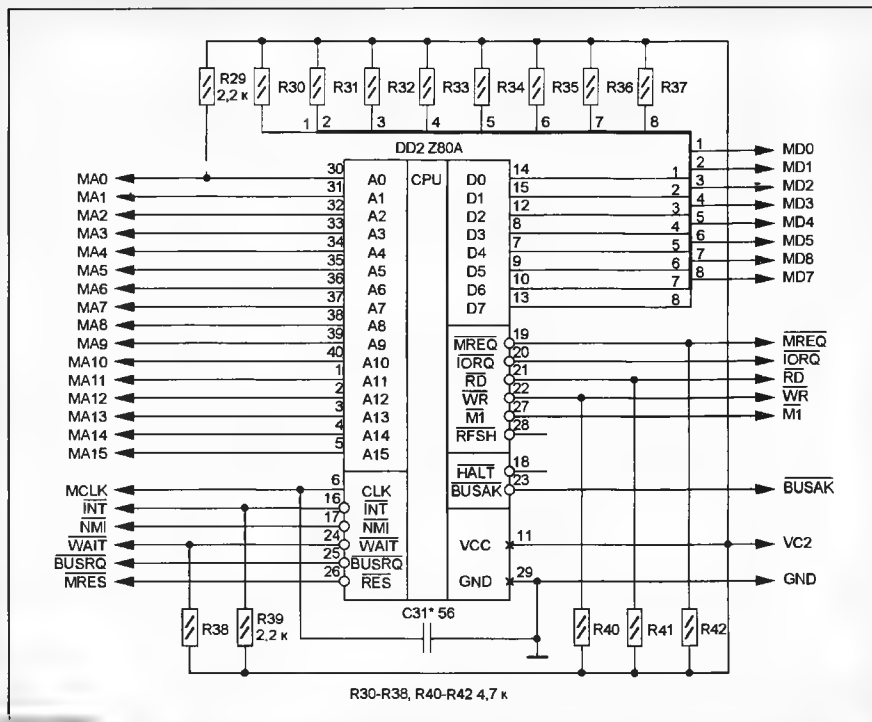 R29
2,2 к
R30 R31 R32 R33 R34 R35 R36 R37
1 2 3 4 5 6 7 8
DD2 Z80A
CPU
MA0 30 A0
MA1 31 A1
MA2 32 A2
MA3 33 A3
MA4 34 A4
MA5 35 A5
MA6 36 A6
MA7 37 A7
MA8 38 A8
MA9 39 A9
MA10 40 A10
MA11 1 A11
MA12 2 A12
MA13 3 A13
MA14 4 A14
MA15 5 A15
MCLK 6 CLK
INT 16 INT
NMI 17 NMI
WAIT 24 WAIT
BUSRQ 25 BUSRQ
MRES 26 RES
D0 14 1
D1 15 2
D2 12 3
D3 8 4
D4 7 5
D5 9 6
D6 10 7
D7 13 8
1 MD0
2 MD1
3 MD2
4 MD3
5 MD4
6 MD5
7 MD8
8 MD7
MREQ 19 MREQ
IORQ 20 IORQ
RD 21 RD
WR 22 WR
M1 27 M1
RFSH 28
HALT 18
BUSAK 23 BUSAK
VCC 11 VC2
GND 29 GND
R38
R39
2,2 к
C31* 56
R40 R41 R42
R30-R38, R40-R42 4,7 к